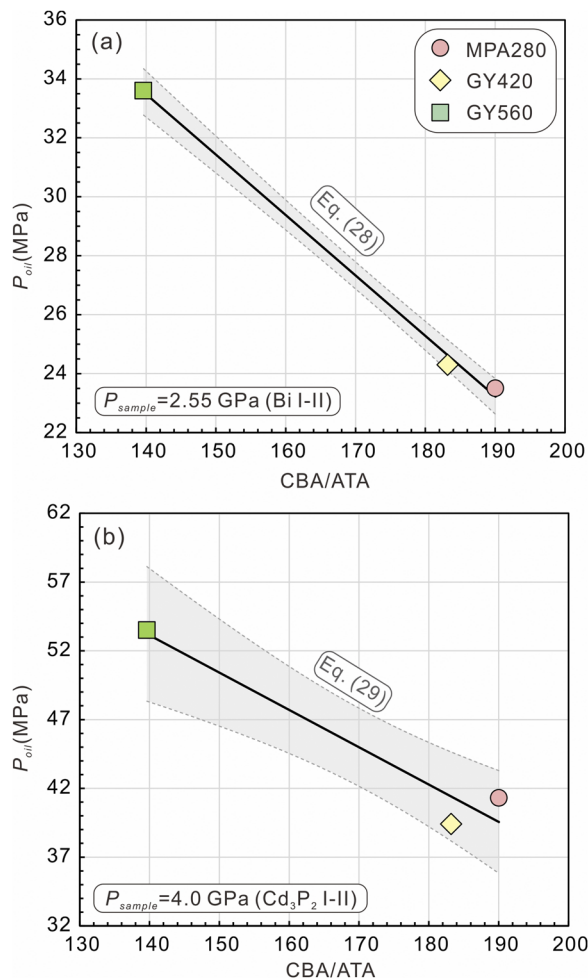 36
34
32
30
28
26
24
22
P_oil(MPa)
(a)
MPA280
GY420
GY560
Eq. (28)
P_sample=2.55 GPa (Bi I-II)
130 140 150 160 170 180 190 200
CBA/ATA
62
57
52
47
42
37
32
P_oil(MPa)
(b)
Eq. (29)
P_sample=4.0 GPa (Cd₃P₂ I-II)
130 140 150 160 170 180 190 200
CBA/ATA